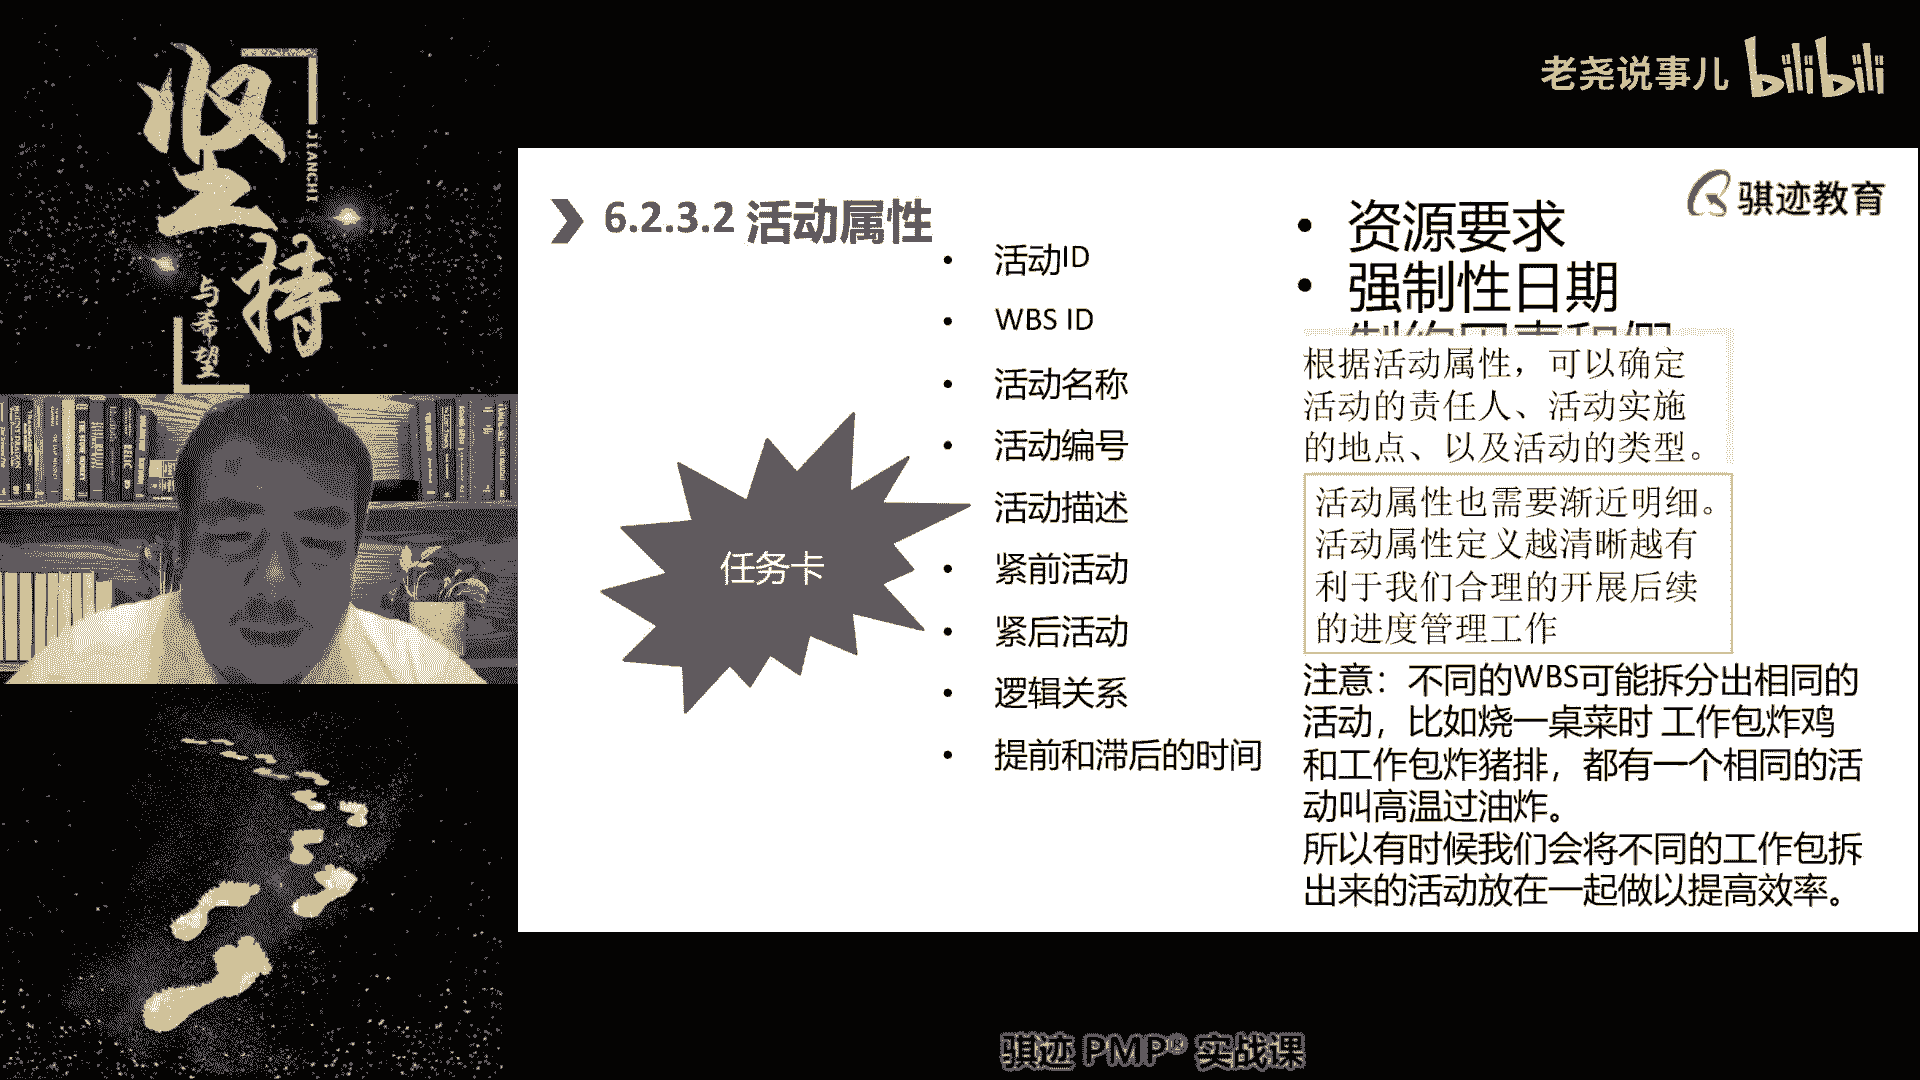 坚持
JIANCHI
与希望
老尧说事儿 bilibili
骐迹教育
6.2.3.2 活动属性
• 活动ID
• WBS ID
• 活动名称
• 活动编号
• 活动描述
• 紧前活动
• 紧后活动
• 逻辑关系
• 提前和滞后的时间
任务卡
• 资源要求
• 强制性日期
根据活动属性，可以确定
活动的责任人、活动实施
的地点、以及活动的类型。
活动属性也需要渐近明细。
活动属性定义越清晰越有
利于我们合理的开展后续
的进度管理工作
注意：不同的WBS可能拆分出相同的
活动，比如烧一桌菜时 工作包炸鸡
和工作包炸猪排，都有一个相同的活
动叫高温过油炸。
所以有时候我们会将不同的工作包拆
出来的活动放在一起做以提高效率。
骐迹 PMP® 实战课